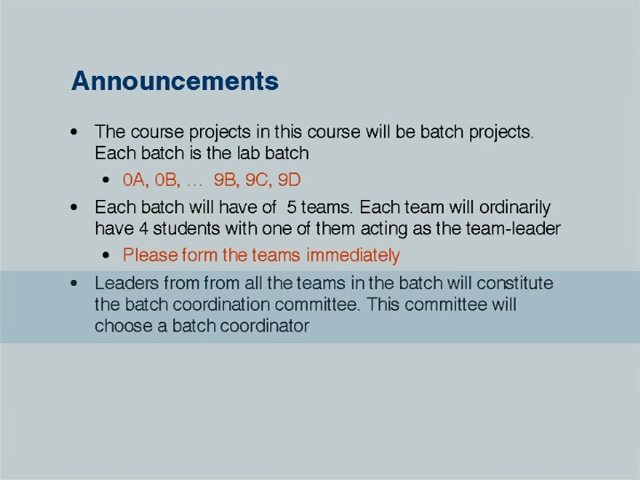 Announcements
• The course projects in this course will be batch projects.
Each batch is the lab batch
• 0A, 0B, … 9B, 9C, 9D
• Each batch will have of 5 teams. Each team will ordinarily
have 4 students with one of them acting as the team-leader
• Please form the teams immediately
• Leaders from from all the teams in the batch will constitute
the batch coordination committee. This committee will
choose a batch coordinator